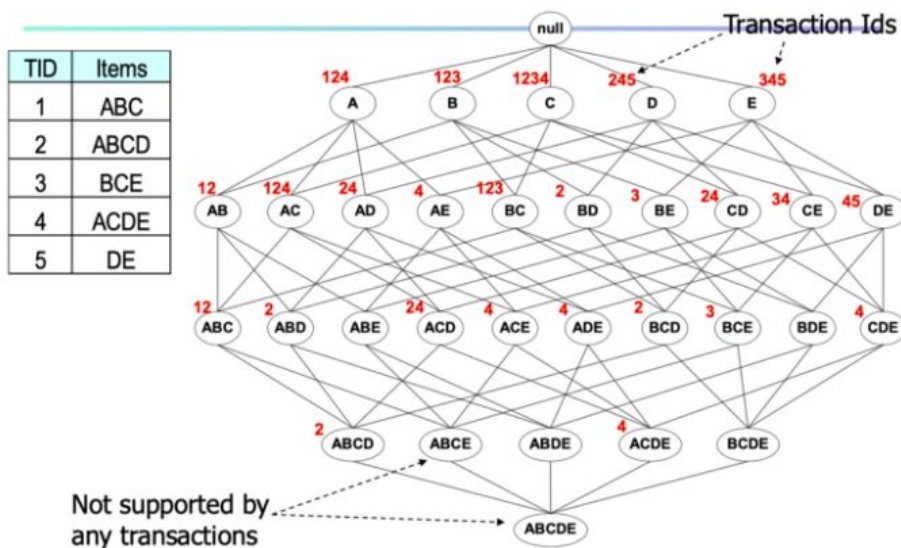 null
Transaction Ids
TID Items
1 ABC
2 ABCD
3 BCE
4 ACDE
5 DE
124 123 1234 245 345
A B C D E
12 124 24 4 123 2 3 24 34 45
AB AC AD AE BC BD BE CD CE DE
12 2 24 4 4 2 3 4
ABC ABD ABE ACD ACE ADE BCD BCE BDE CDE
2 4
ABCD ABCE ABDE ACDE BCDE
Not supported by
any transactions
ABCDE